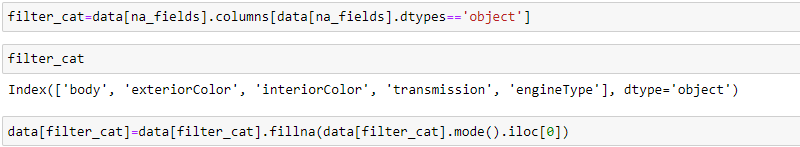 filter_cat=data[na_fields].columns[data[na_fields].dtypes=='object']
filter_cat
Index(['body', 'exteriorColor', 'interiorColor', 'transmission', 'engineType'], dtype='object')
data[filter_cat]=data[filter_cat].fillna(data[filter_cat].mode().iloc[0])